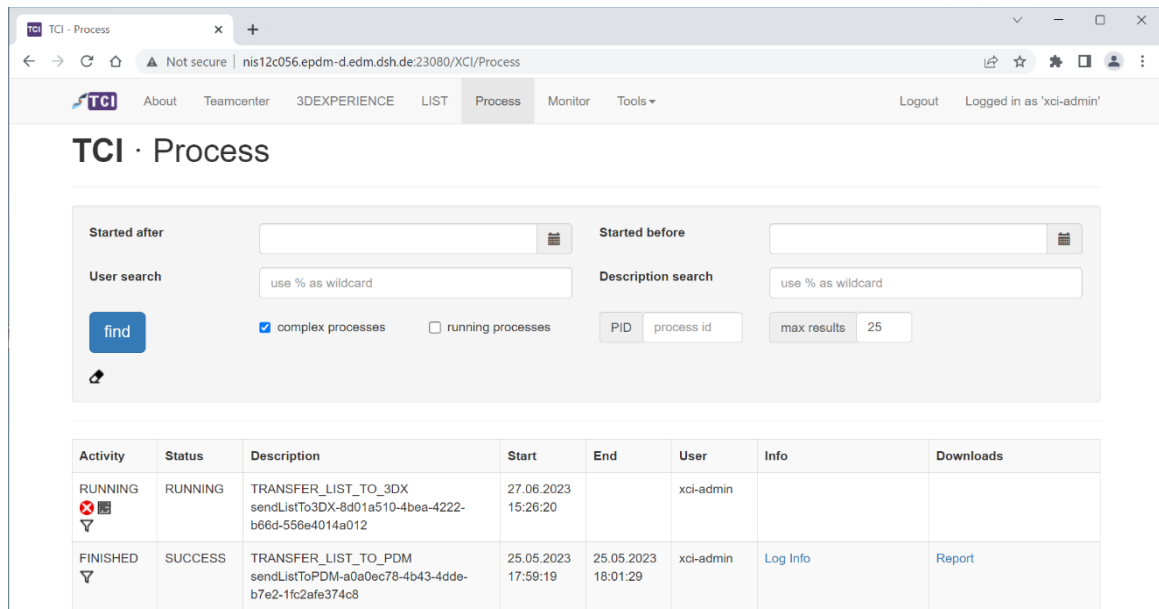 TCI TCI - Process
Not secure | nis12c056.epdm-d.edm.dsh.de:23080/XCI/Process
TCI About Teamcenter 3DEXPERIENCE LIST Process Monitor Tools Logout Logged in as 'xci-admin'
TCI · Process
Started after Started before
User search use % as wildcard Description search use % as wildcard
find complex processes running processes PID process id max results 25
Activity Status Description Start End User Info Downloads
RUNNING RUNNING TRANSFER_LIST_TO_3DX 27.06.2023 xci-admin
sendListTo3DX-8d01a510-4bea-4222- 15:26:20
b66d-556e4014a012
FINISHED SUCCESS TRANSFER_LIST_TO_PDM 25.05.2023 25.05.2023 xci-admin Log Info Report
sendListToPDM-a0a0ec78-4b43-4dde- 17:59:19 18:01:29
b7e2-1fc2afe374c8